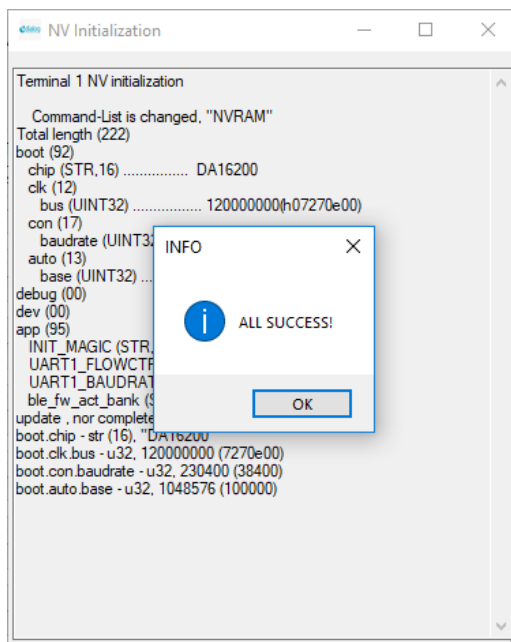 dialog NV Initialization
Terminal 1 NV initialization
Command-List is changed, "NVRAM"
Total length (222)
boot (92)
chip (STR,16) ................ DA16200
clk (12)
bus (UINT32) ................. 120000000(h07270e00)
con (17)
baudrate (UINT32
auto (13)
base (UINT32) ...
debug (00)
dev (00)
app (95)
INIT_MAGIC (STR,
UART1_FLOWCTR
UART1_BAUDRAT
ble_fw_act_bank (S
update , nor complete
boot.chip - str (16), "DA16200
boot.clk.bus - u32, 120000000 (7270e00)
boot.con.baudrate - u32, 230400 (38400)
boot.auto.base - u32, 1048576 (100000)
INFO
ALL SUCCESS!
OK